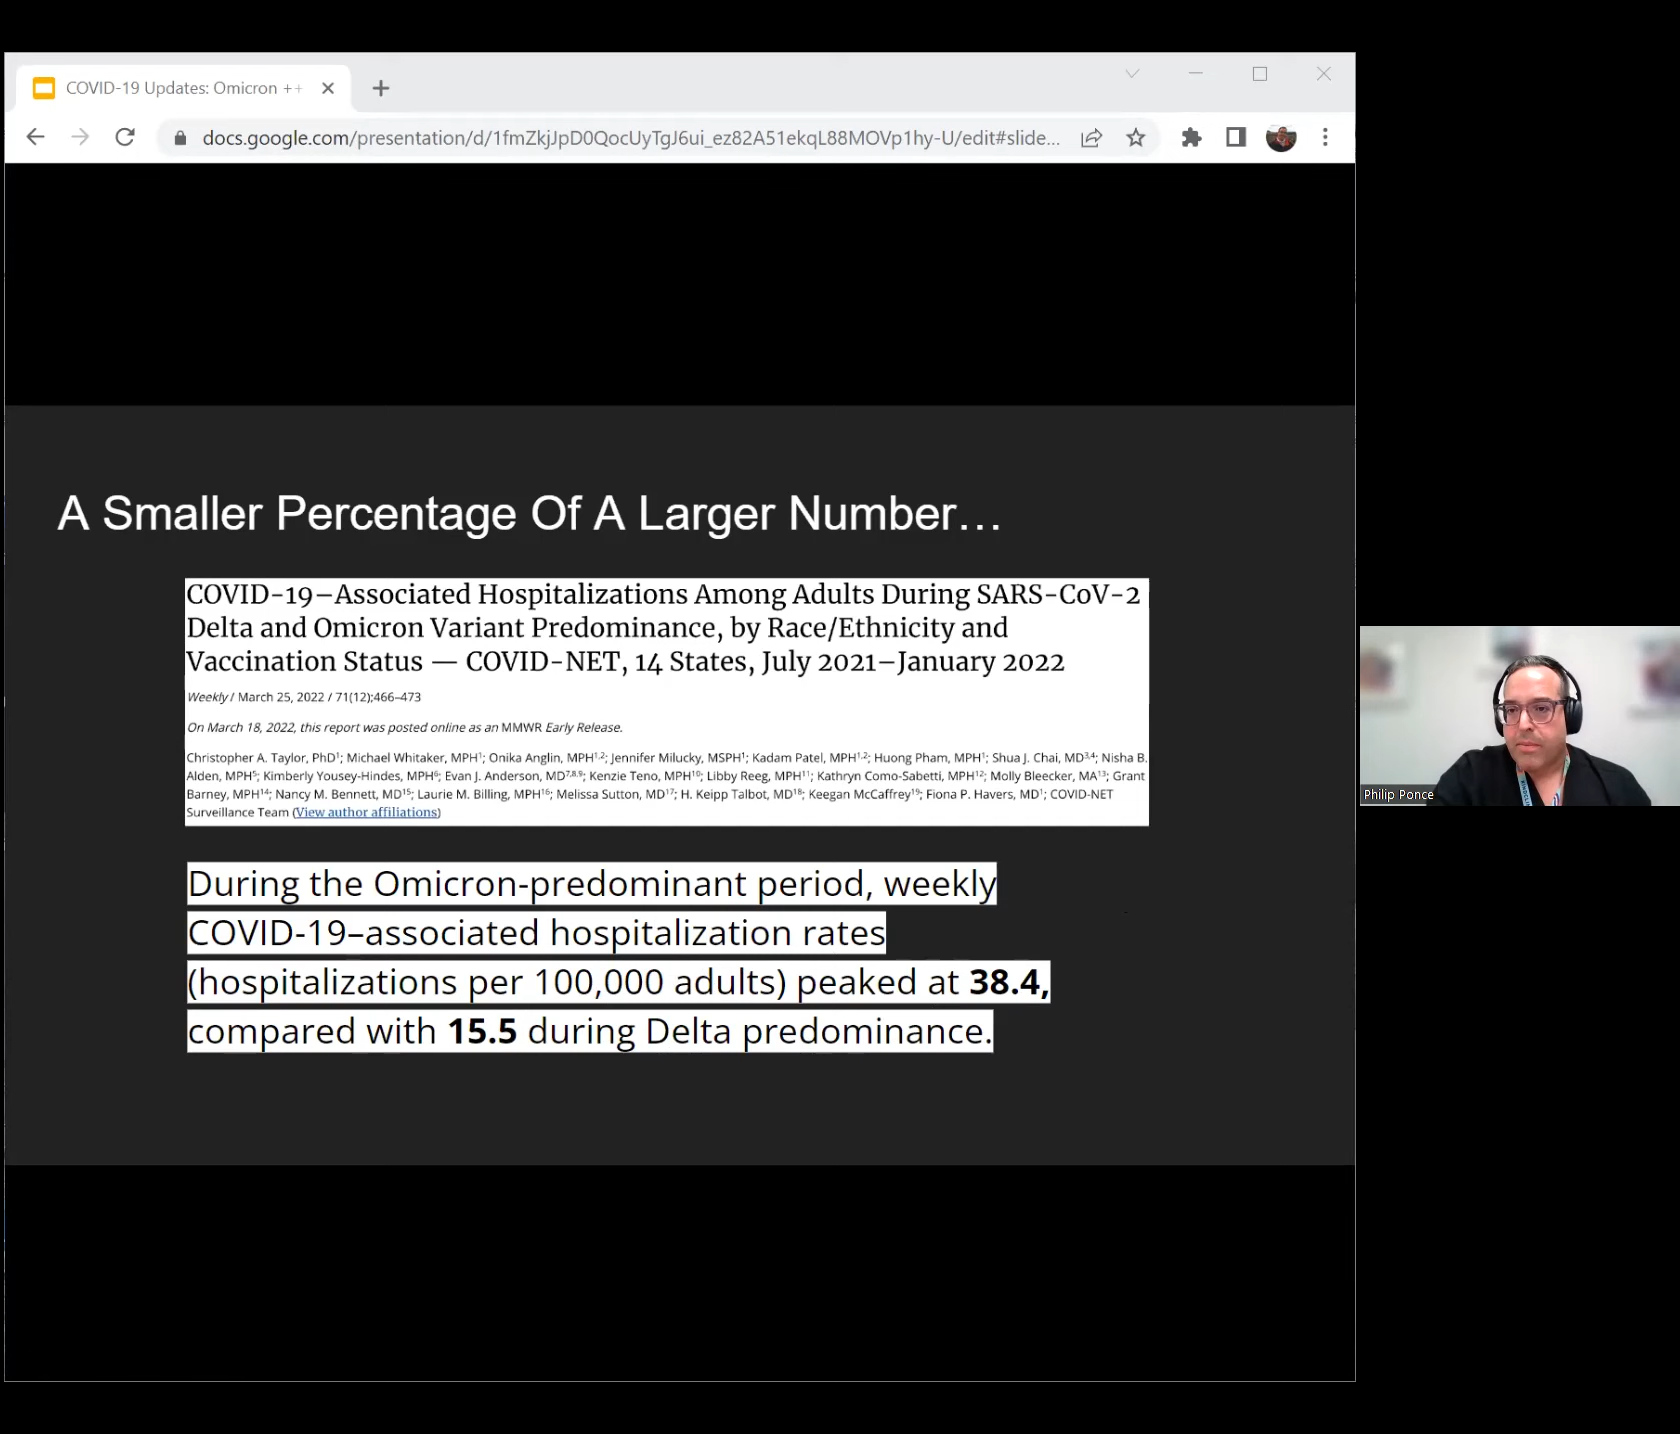 COVID-19 Updates: Omicron ++
docs.google.com/presentation/d/1fmZkjJpD0QocUyTgJ6ui_ez82A51ekqL88MOVp1hy-U/edit#slide...
A Smaller Percentage Of A Larger Number…
COVID-19–Associated Hospitalizations Among Adults During SARS-CoV-2
Delta and Omicron Variant Predominance, by Race/Ethnicity and
Vaccination Status — COVID-NET, 14 States, July 2021–January 2022
Weekly / March 25, 2022 / 71(12);466–473
On March 18, 2022, this report was posted online as an MMWR Early Release.
Christopher A. Taylor, PhD¹; Michael Whitaker, MPH¹; Onika Anglin, MPH¹,²; Jennifer Milucky, MSPH¹; Kadam Patel, MPH¹,²; Huong Pham, MPH¹; Shua J. Chai, MD³,⁴; Nisha B.
Alden, MPH⁵; Kimberly Yousey-Hindes, MPH⁶; Evan J. Anderson, MD⁷,⁸,⁹; Kenzie Teno, MPH¹⁰; Libby Reeg, MPH¹¹; Kathryn Como-Sabetti, MPH¹²; Molly Bleecker, MA¹³; Grant
Barney, MPH¹⁴; Nancy M. Bennett, MD¹⁵; Laurie M. Billing, MPH¹⁶; Melissa Sutton, MD¹⁷; H. Keipp Talbot, MD¹⁸; Keegan McCaffrey¹⁹; Fiona P. Havers, MD¹; COVID-NET
Surveillance Team (View author affiliations)
During the Omicron-predominant period, weekly
COVID-19–associated hospitalization rates
(hospitalizations per 100,000 adults) peaked at 38.4,
compared with 15.5 during Delta predominance.
Philip Ponce